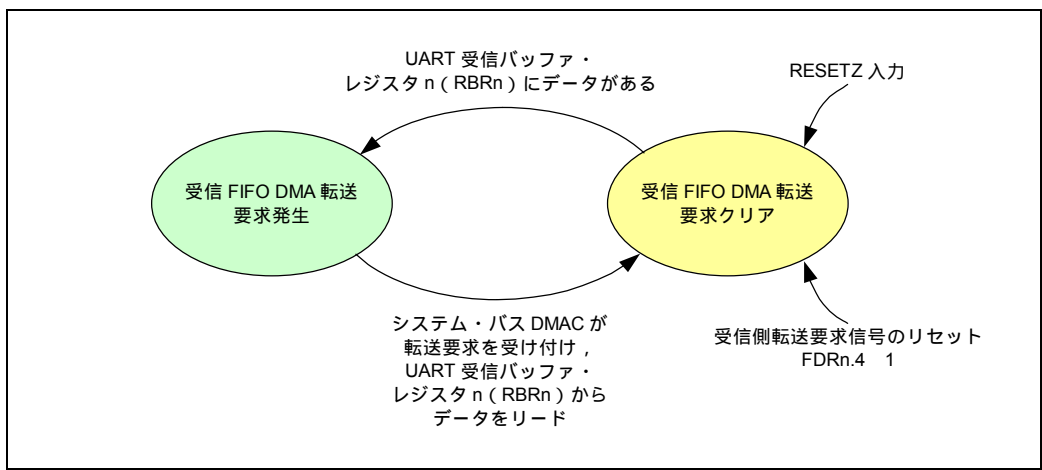 UART 受信バッファ・
レジスタ n（RBRn）にデータがある
RESETZ 入力
受信 FIFO DMA 転送
要求発生
受信 FIFO DMA 転送
要求クリア
システム・バス DMAC が
転送要求を受け付け，
UART 受信バッファ・
レジスタ n（RBRn）から
データをリード
受信側転送要求信号のリセット
FDRn.4　1